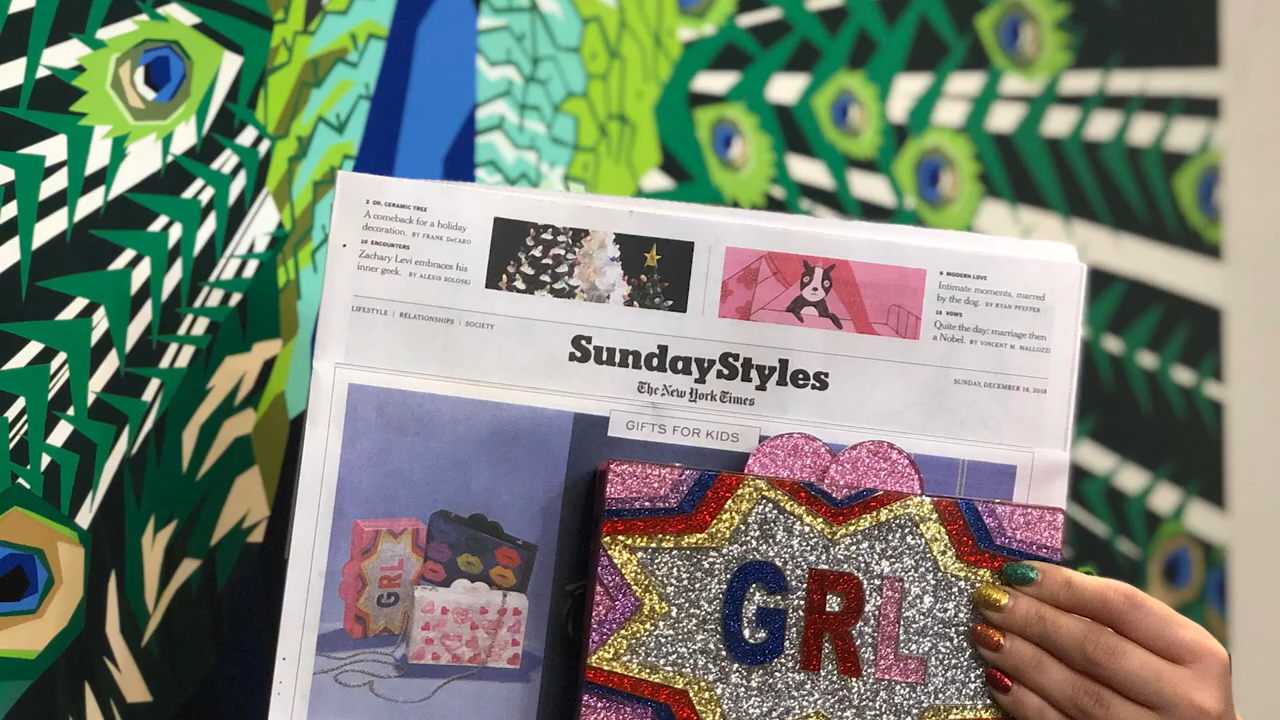 2 OH, CERAMIC TREE
A comeback for a holiday
decoration. BY FRANK DeCARO
10 ENCOUNTERS
Zachary Levi embraces his
inner geek. BY ALEXIS SOLOSKI
6 MODERN LOVE
Intimate moments, marred
by the dog. BY RYAN PFEFFER
15 VOWS
Quite the day: marriage then
a Nobel. BY VINCENT M. MALLOZZI
LIFESTYLE | RELATIONSHIPS | SOCIETY
SundayStyles
The New York Times
SUNDAY, DECEMBER 16, 2018
GIFTS FOR KIDS
GRL
GRL